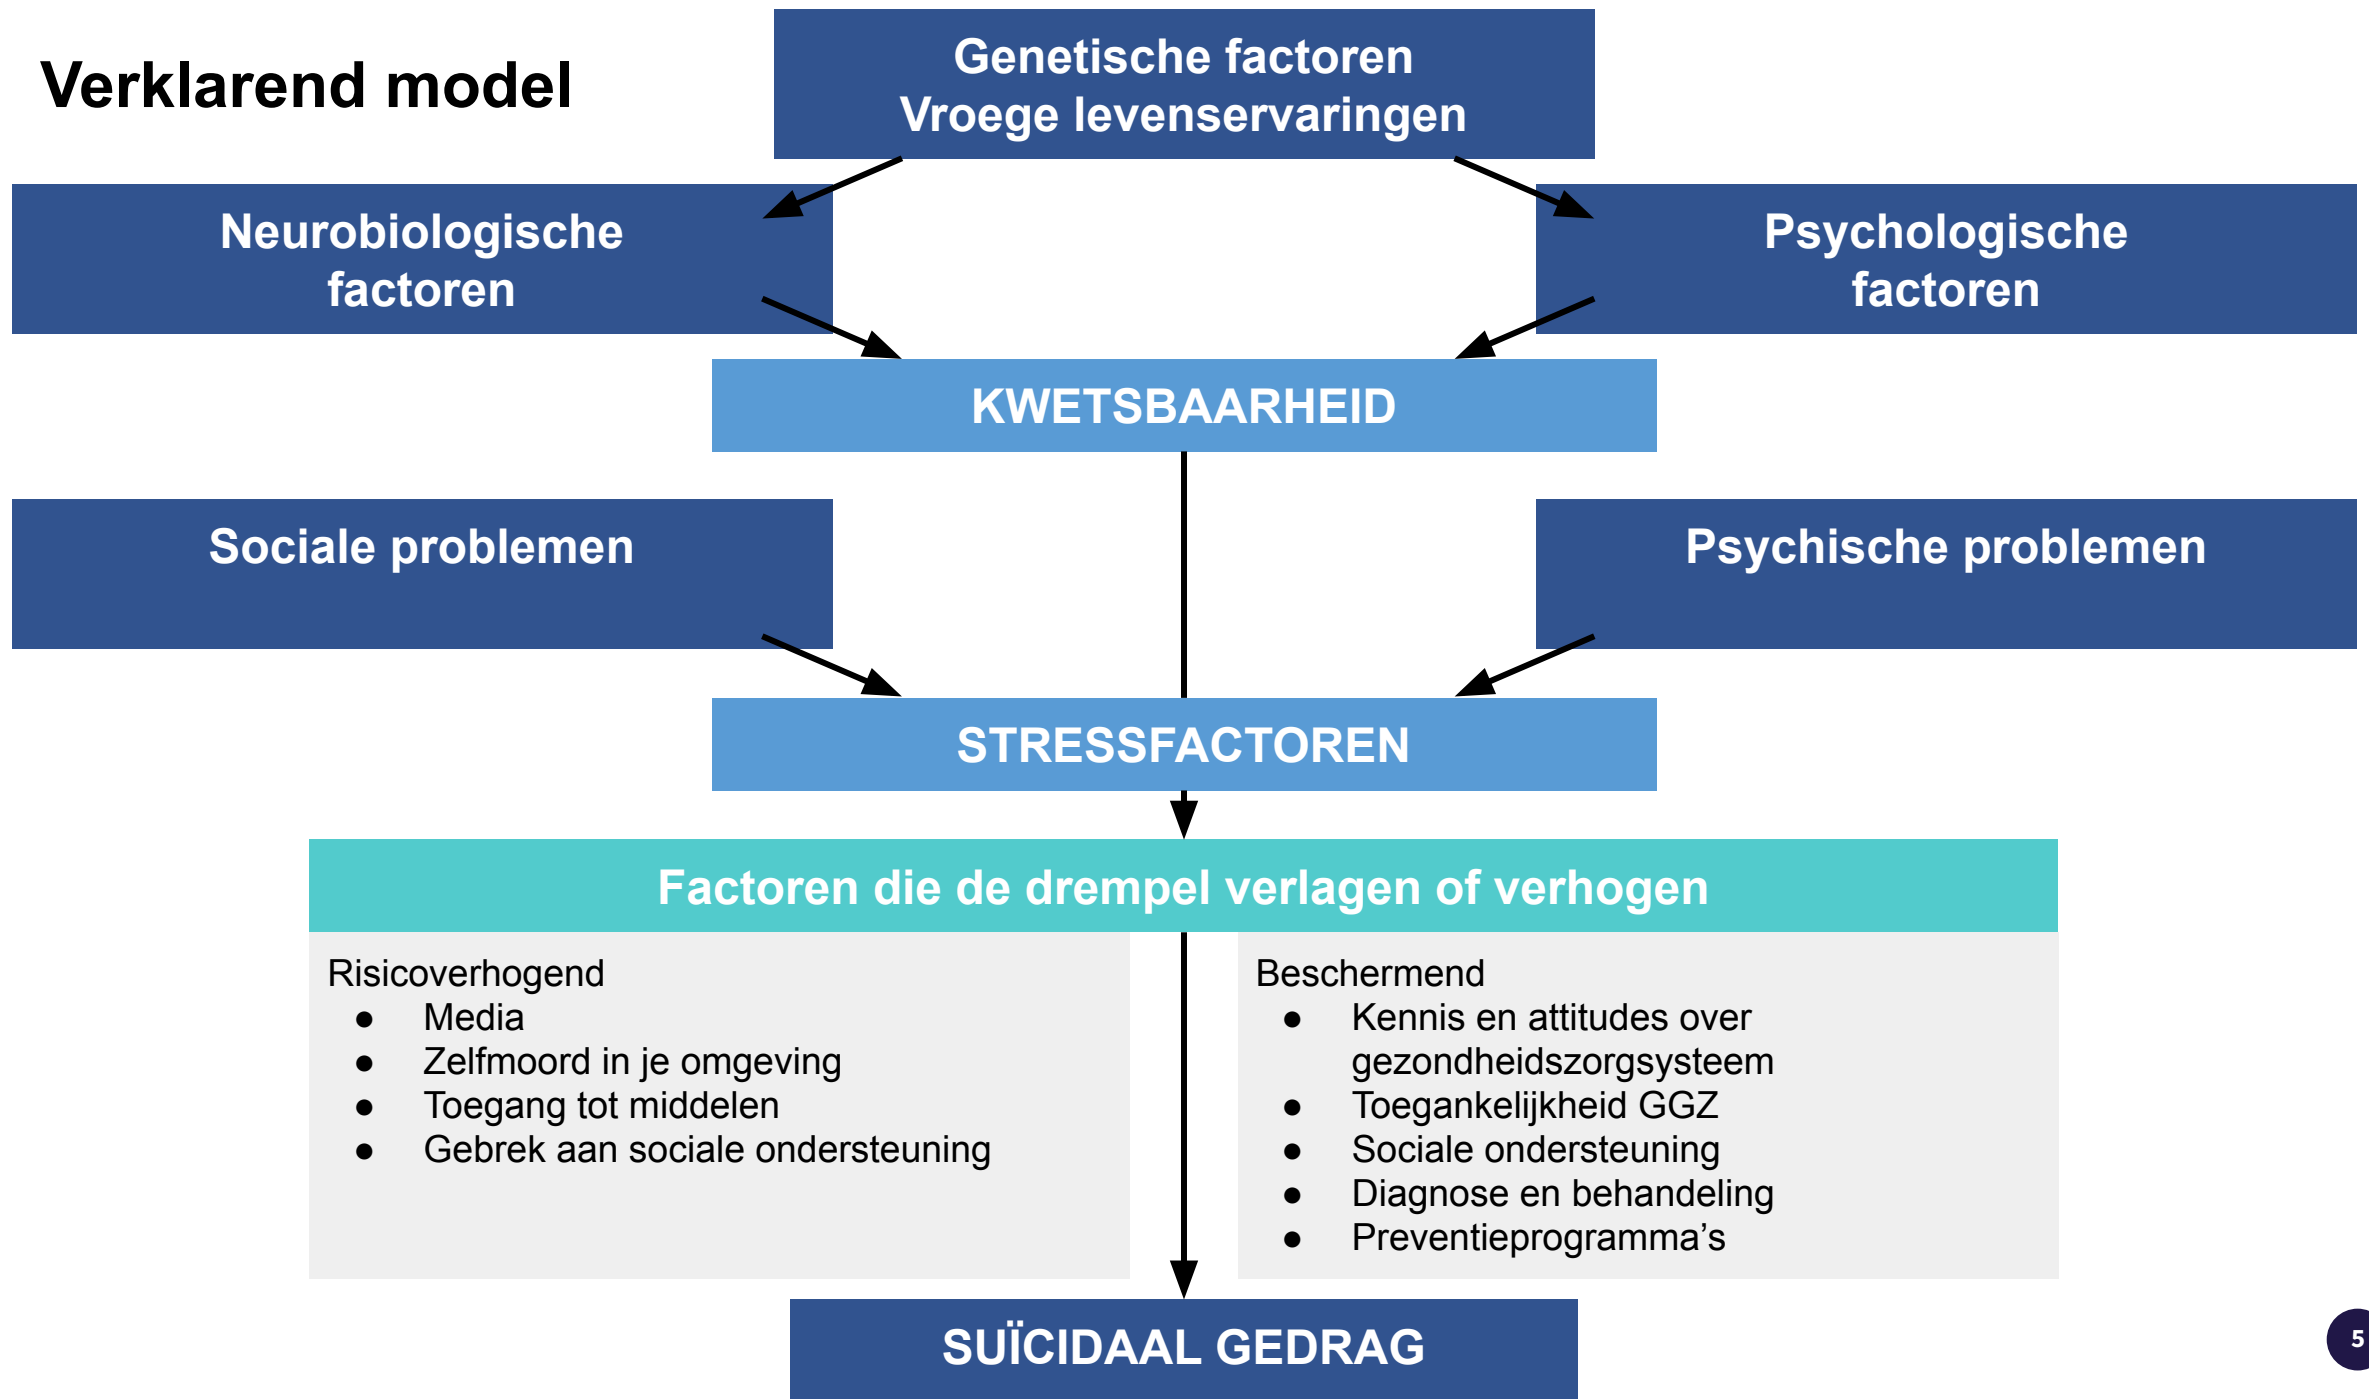 Verklarend model
Genetische factoren
Vroege levenservaringen
Neurobiologische
factoren
Psychologische
factoren
KWETSBAARHEID
Sociale problemen
Psychische problemen
STRESSFACTOREN
Factoren die de drempel verlagen of verhogen
Risicoverhogend
● Media
● Zelfmoord in je omgeving
● Toegang tot middelen
● Gebrek aan sociale ondersteuning
Beschermend
● Kennis en attitudes over
gezondheidszorgsysteem
● Toegankelijkheid GGZ
● Sociale ondersteuning
● Diagnose en behandeling
● Preventieprogramma’s
SUÏCIDAAL GEDRAG
5